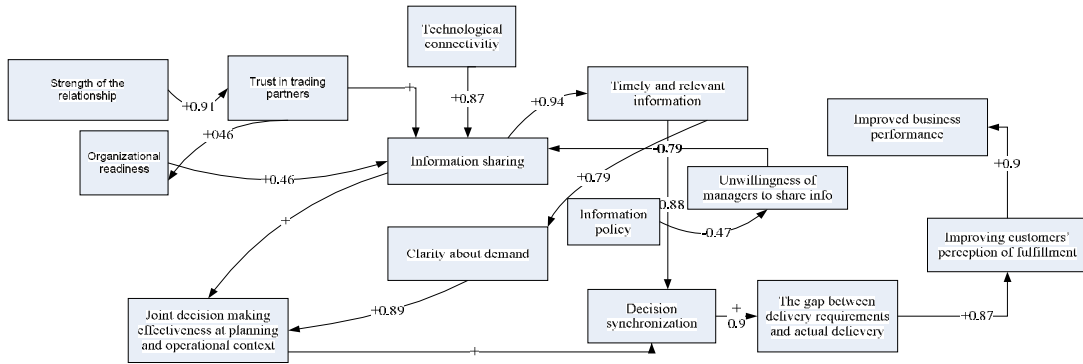 Technological
connectivitiy
Strength of the
relationship
+0.91
Trust in trading
partners
+
+0.87
+0.94
Timely and relevant
information
Improved business
performance
+046
Organizational
readiness
+0.46
Information sharing
-0.79
+0.79
Unwillingness of
managers to share info
+0.9
+
0.88
Information
policy
-0.47
Clarity about demand
Improving customers'
perception of fulfillment
Joint decision making
effectiveness at planning
and operational context
+0.89
Decision
synchronization
+
0.9
The gap between
delivery requirements
and actual delievery
+0.87
+